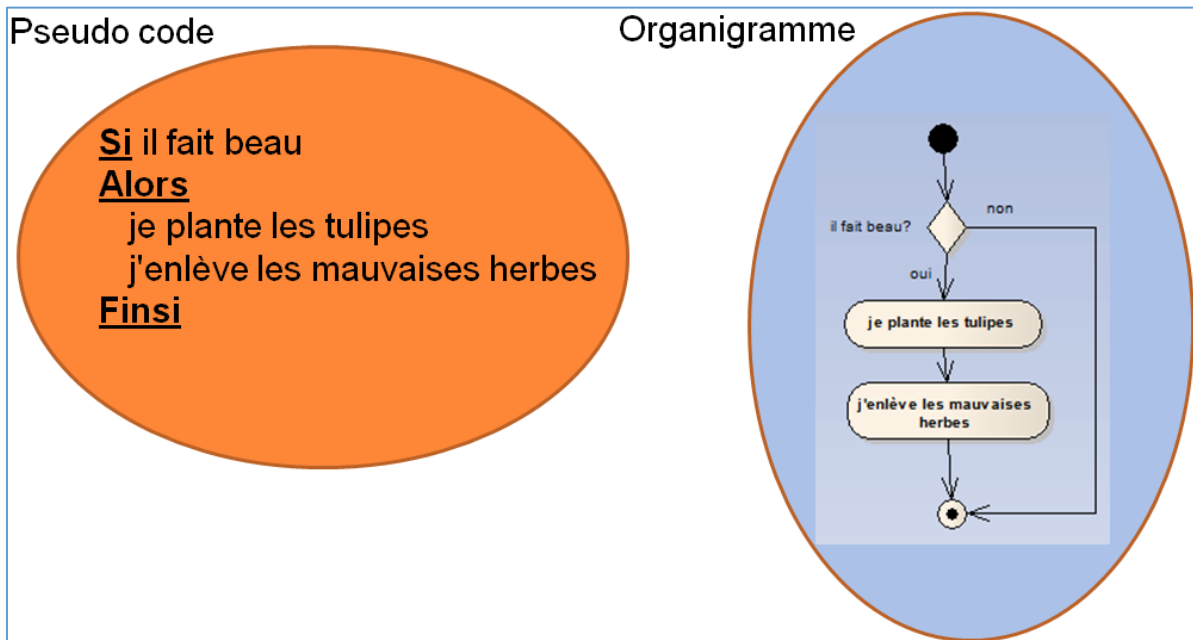 Pseudo code
Si il fait beau
Alors
je plante les tulipes
j'enlève les mauvaises herbes
Finsi
Organigramme
il fait beau?
non
oui
je plante les tulipes
j'enlève les mauvaises
herbes